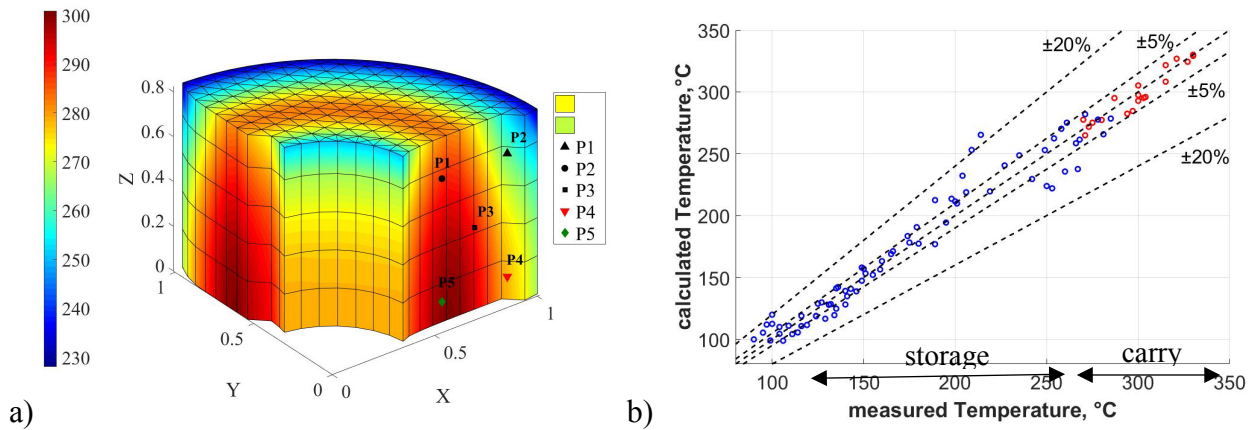 300
290
280
270
260
250
240
230
a)
0.8
0.6
0.4
0.2
0
Z
1
0.5
0
Y
0
0.5
1
X
P1
P2
P3
P4
P5
P1
P2
P3
P4
P5
350
300
250
200
150
100
calculated Temperature,°C
±20%
±5%
±5%
±20%
storage
carry
100
150
200
250
300
350
measured Temperature, °C
b)